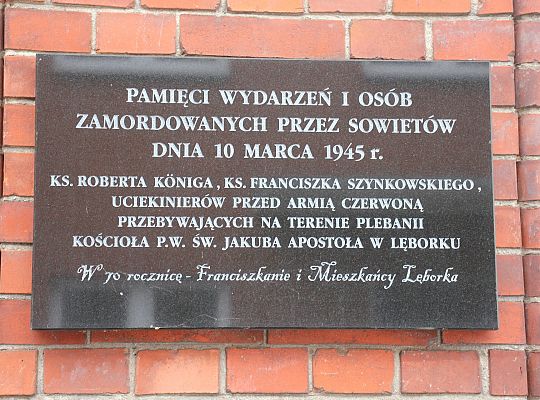 PAMIĘCI WYDARZEŃ I OSÓB
ZAMORDOWANYCH PRZEZ SOWIETÓW
DNIA 10 MARCA 1945 r.
KS. ROBERTA KÖNIGA, KS. FRANCISZKA SZYNKOWSKIEGO,
UCIEKINIERÓW PRZED ARMIĄ CZERWONĄ
PRZEBYWAJĄCYCH NA TERENIE PLEBANII
KOŚCIOŁA P.W. ŚW. JAKUBA APOSTOŁA W LĘBORKU
W 70 rocznicę - Franciszkanie i Mieszkańcy Lęborka